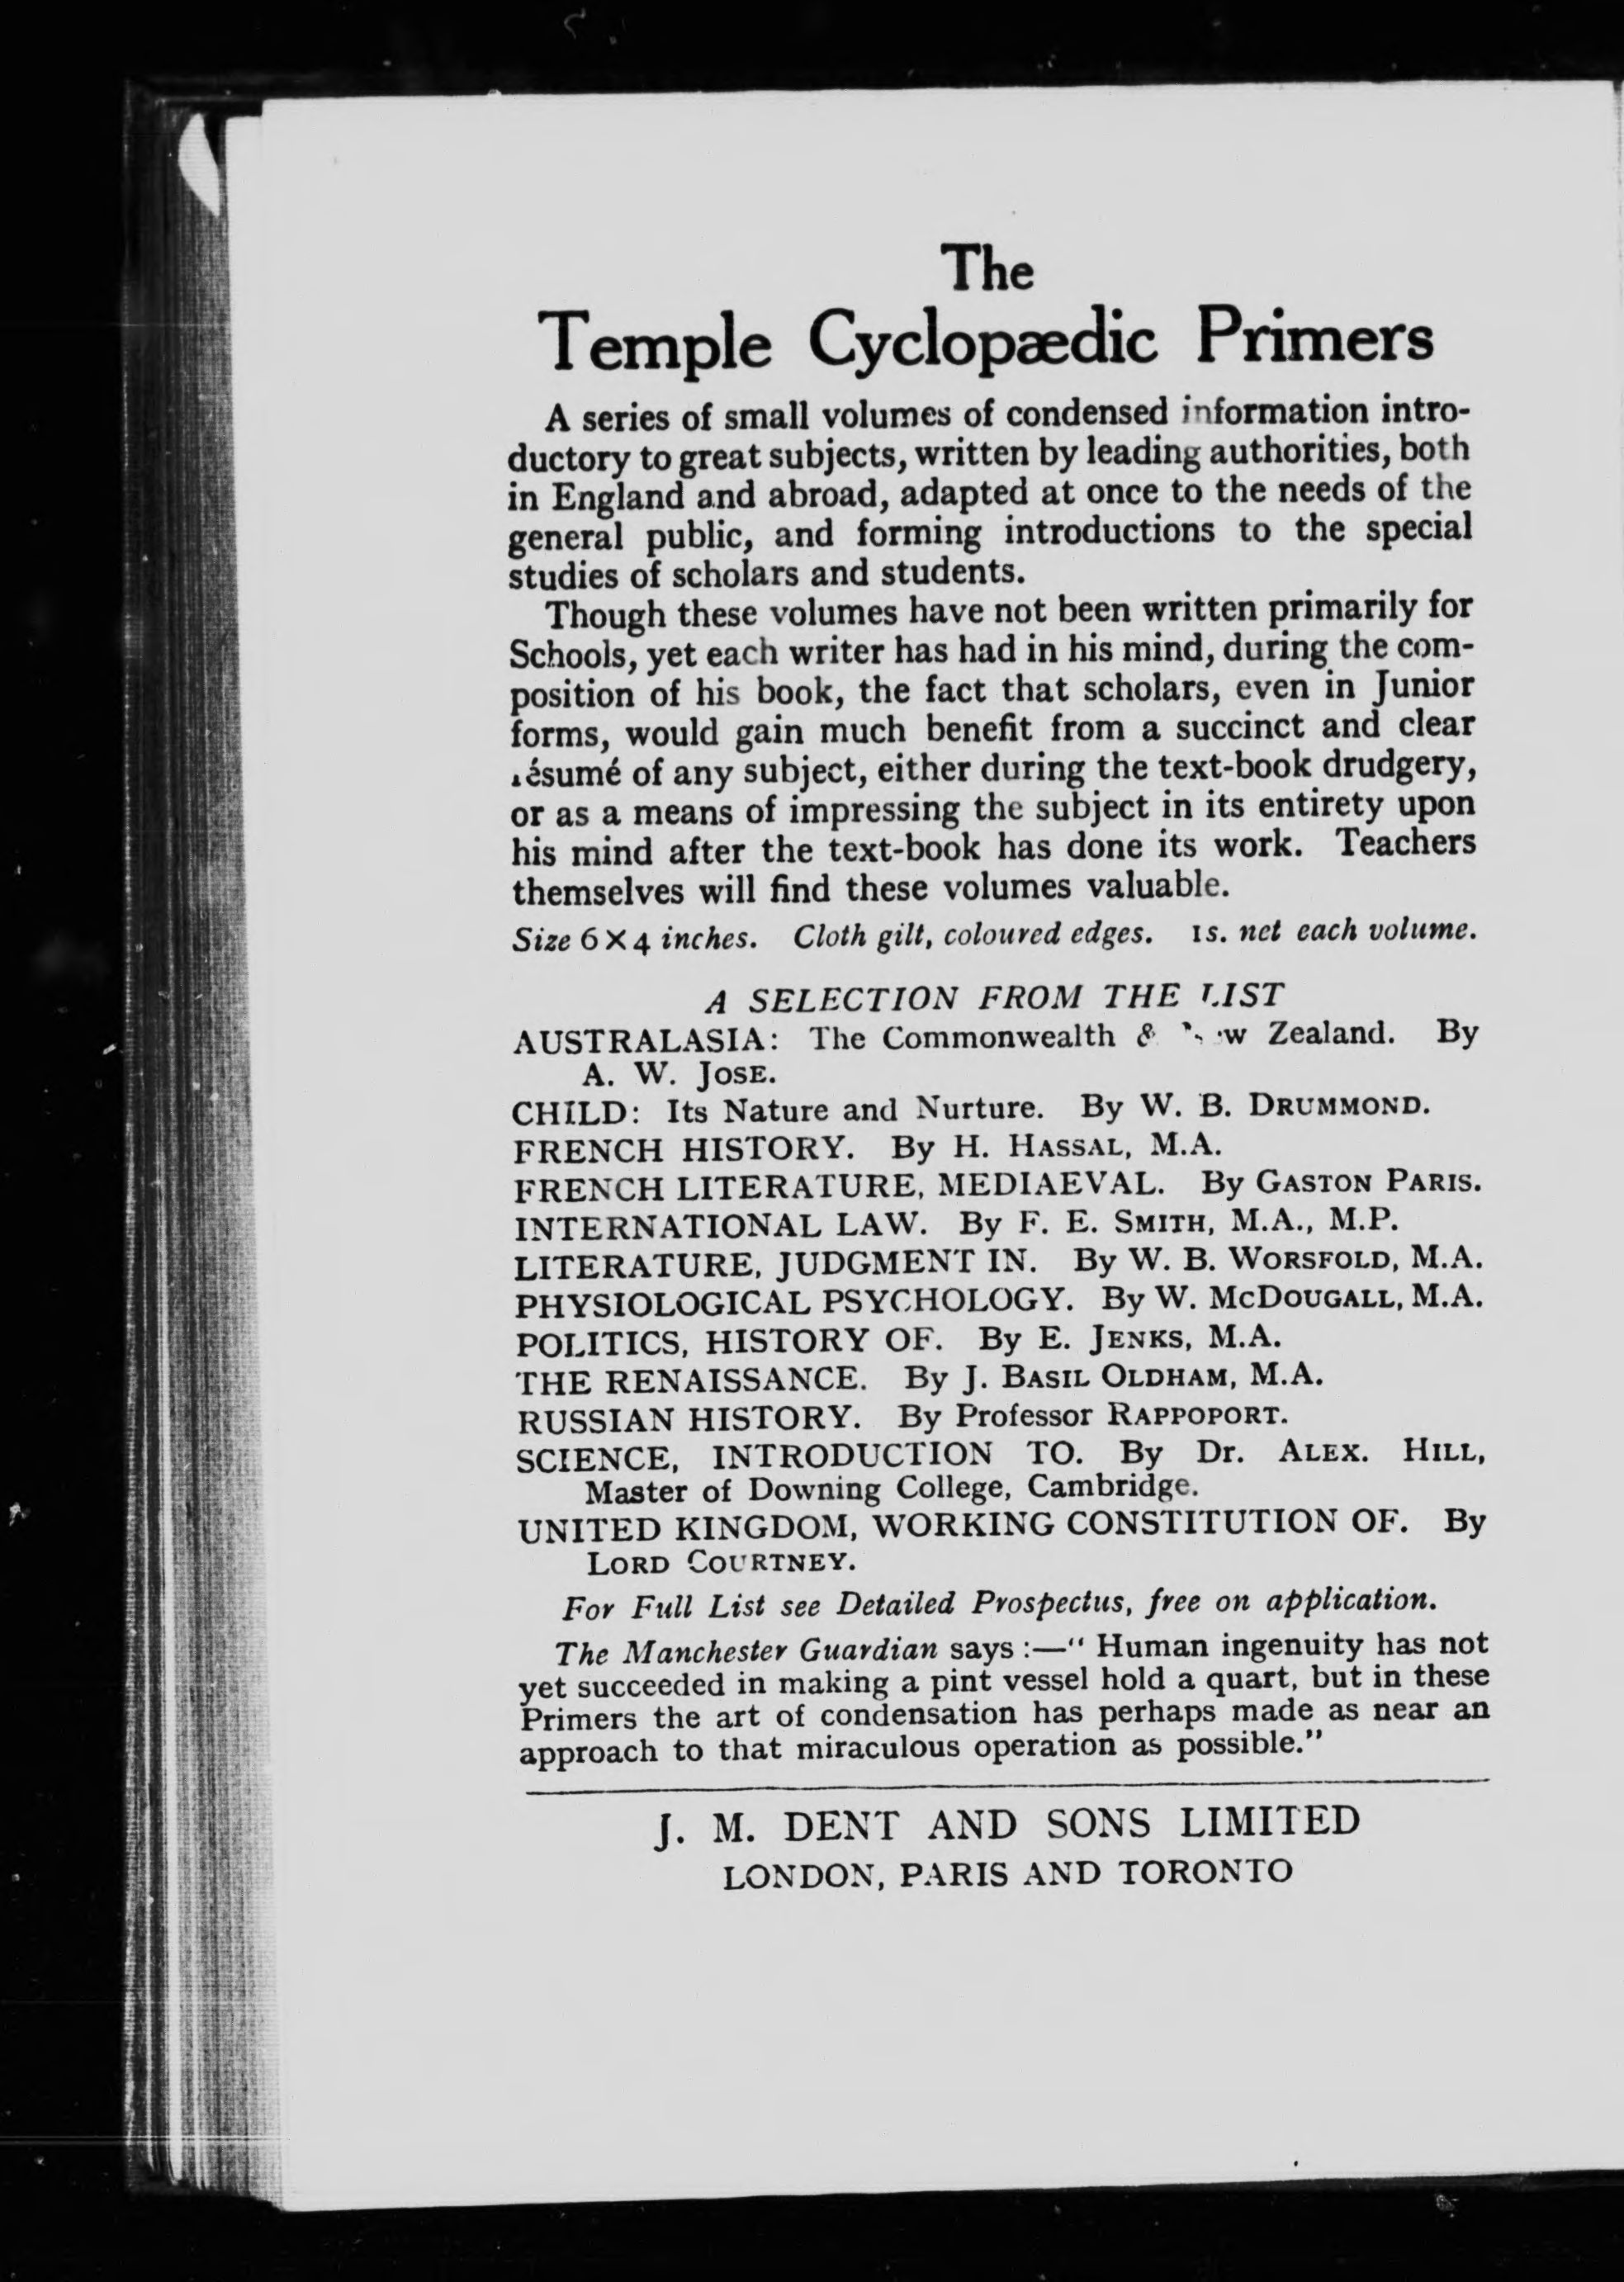 The
Temple Cyclopædic Primers
A series of small volumes of condensed information intro-
ductory to great subjects, written by leading authorities, both
in England and abroad, adapted at once to the needs of the
general public, and forming introductions to the special
studies of scholars and students.
Though these volumes have not been written primarily for
Schools, yet each writer has had in his mind, during the com-
position of his book, the fact that scholars, even in Junior
forms, would gain much benefit from a succinct and clear
résumé of any subject, either during the text-book drudgery,
or as a means of impressing the subject in its entirety upon
his mind after the text-book has done its work. Teachers
themselves will find these volumes valuable.
Size 6 × 4 inches. Cloth gilt, coloured edges. 1s. net each volume.
A SELECTION FROM THE LIST
AUSTRALASIA: The Commonwealth & New Zealand. By
A. W. JOSE.
CHILD: Its Nature and Nurture. By W. B. DRUMMOND.
FRENCH HISTORY. By H. HASSAL, M.A.
FRENCH LITERATURE, MEDIAEVAL. By GASTON PARIS.
INTERNATIONAL LAW. By F. E. SMITH, M.A., M.P.
LITERATURE, JUDGMENT IN. By W. B. WORSFOLD, M.A.
PHYSIOLOGICAL PSYCHOLOGY. By W. MCDOUGALL, M.A.
POLITICS, HISTORY OF. By E. JENKS, M.A.
THE RENAISSANCE. By J. BASIL OLDHAM, M.A.
RUSSIAN HISTORY. By Professor RAPPOPORT.
SCIENCE, INTRODUCTION TO. By Dr. ALEX. HILL,
Master of Downing College, Cambridge.
UNITED KINGDOM, WORKING CONSTITUTION OF. By
LORD COURTNEY.
For Full List see Detailed Prospectus, free on application.
The Manchester Guardian says :—" Human ingenuity has not
yet succeeded in making a pint vessel hold a quart, but in these
Primers the art of condensation has perhaps made as near an
approach to that miraculous operation as possible."
J. M. DENT AND SONS LIMITED
LONDON, PARIS AND TORONTO